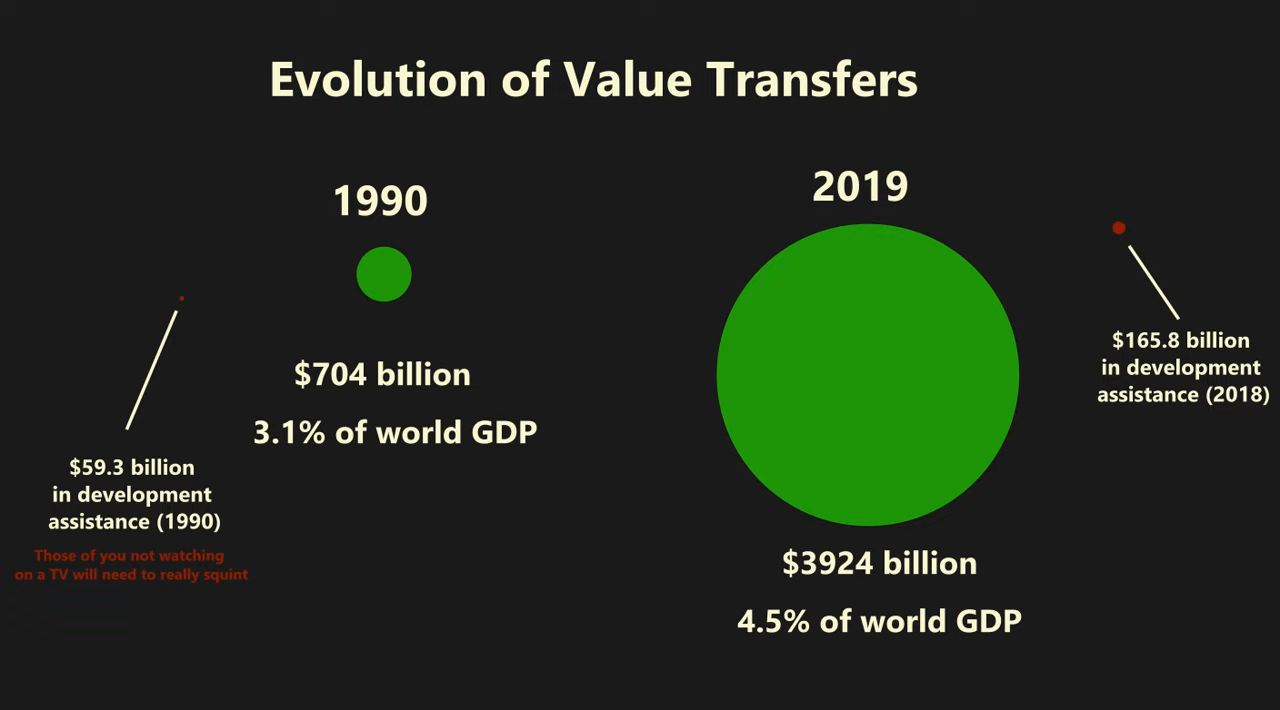 Evolution of Value Transfers
1990
$704 billion
3.1% of world GDP
$59.3 billion
in development
assistance (1990)
Those of you not watching
on a TV will need to really squint
2019
$3924 billion
4.5% of world GDP
$165.8 billion
in development
assistance (2018)